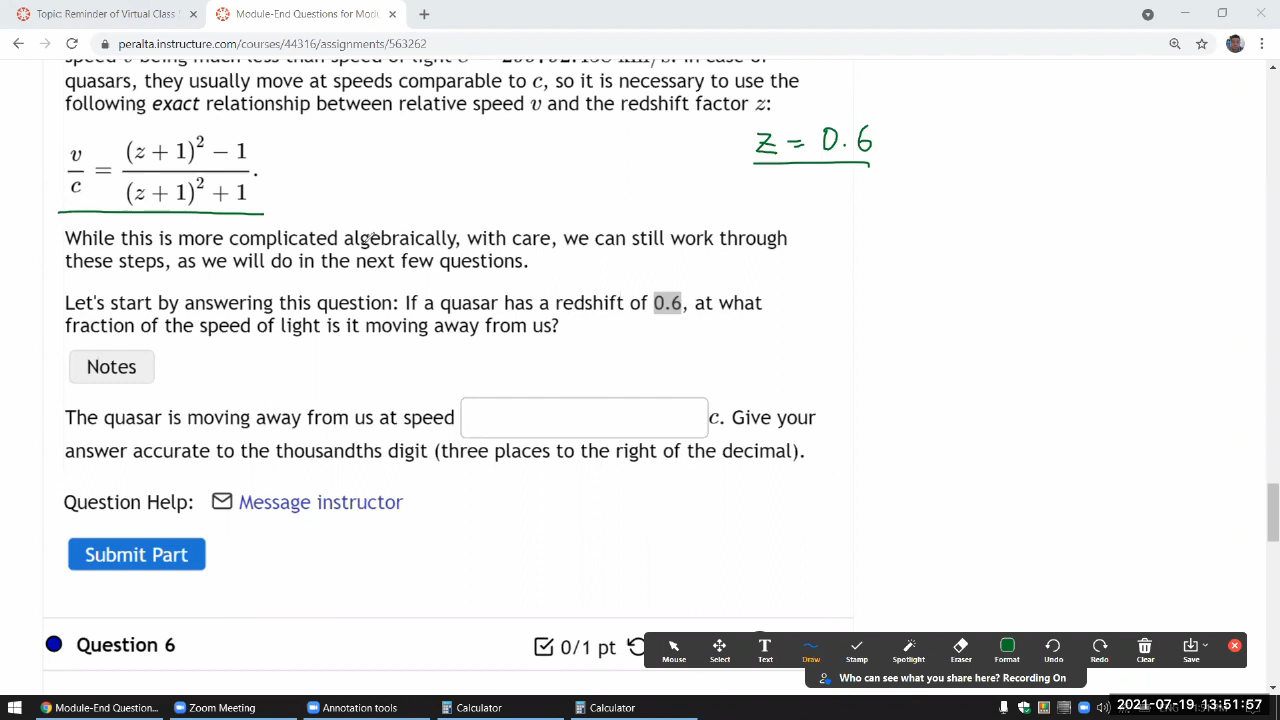 Topic: Reminder of Virtual Class
Module-End Questions for Mod
peralta.instructure.com/courses/44316/assignments/563262
quasars, they usually move at speeds comparable to c, so it is necessary to use the
following exact relationship between relative speed v and the redshift factor z:
z = 0.6
v/c = ((z + 1)² − 1)/((z + 1)² + 1).
While this is more complicated algebraically, with care, we can still work through
these steps, as we will do in the next few questions.
Let's start by answering this question: If a quasar has a redshift of 0.6, at what
fraction of the speed of light is it moving away from us?
Notes
The quasar is moving away from us at speed c. Give your
answer accurate to the thousandths digit (three places to the right of the decimal).
Question Help: Message instructor
Submit Part
Question 6 0/1 pt
Mouse Select Text Draw Stamp Spotlight Eraser Format Undo Redo Clear Save
Who can see what you share here? Recording On
Module-End Question... Zoom Meeting Annotation tools Calculator Calculator
2021-07-19 13:51:57